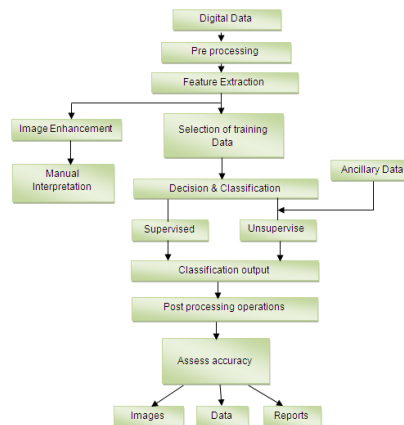 Digital Data
Pre processing
Feature Extraction
Image Enhancement
Selection of training
Data
Manual
Interpretation
Ancillary Data
Decision & Classification
Supervised
Unsupervise
Classification output
Post processing operations
Assess accuracy
Images
Data
Reports